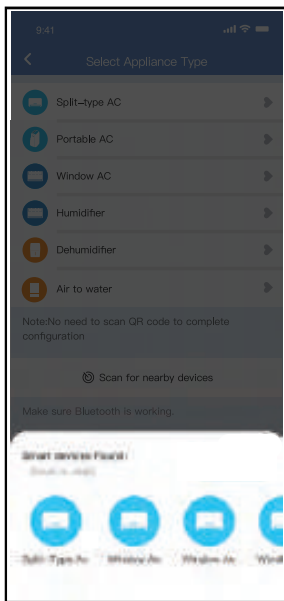 9:41
Select Appliance Type
Split-type AC
Portable AC
Window AC
Humidifier
Dehumidifier
Air to water
Note:No need to scan QR code to complete
configuration
Scan for nearby devices
Make sure Bluetooth is working.
Smart devices Found:
Split-Type Ac Window Ac Window Ac